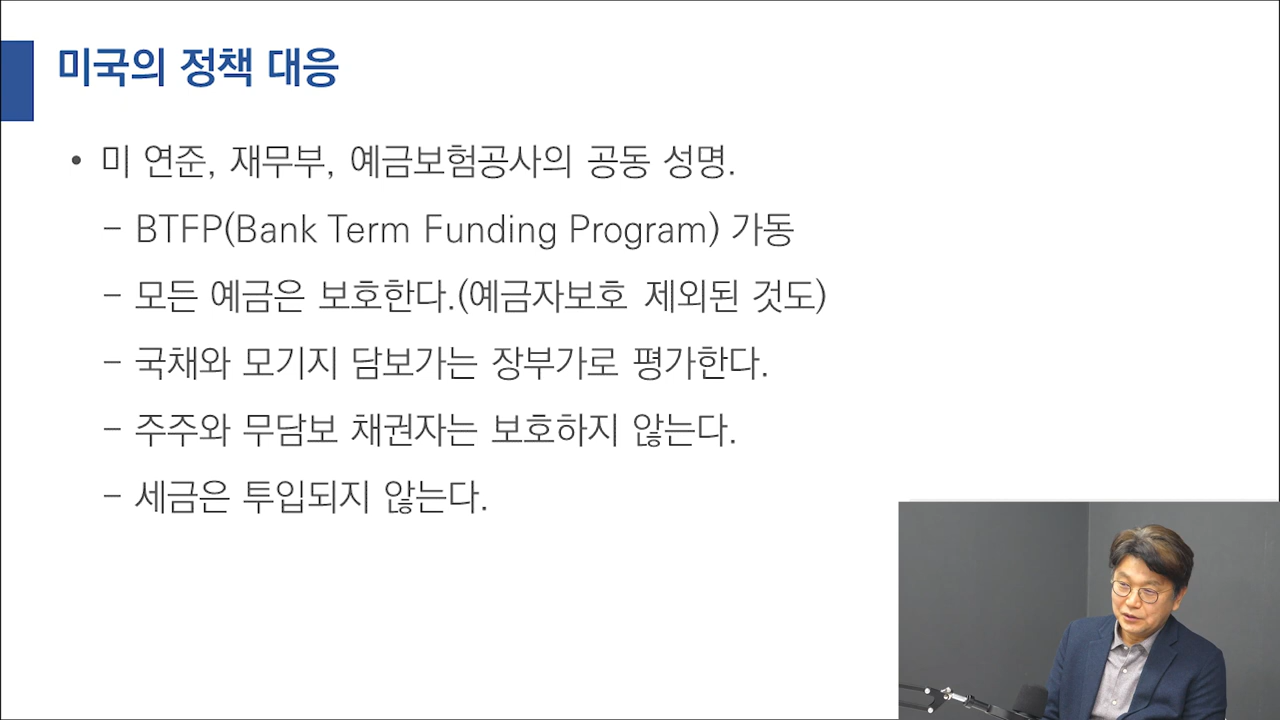 미국의 정책 대응
• 미 연준, 재무부, 예금보험공사의 공동 성명.
– BTFP(Bank Term Funding Program) 가동
– 모든 예금은 보호한다.(예금자보호 제외된 것도)
– 국채와 모기지 담보가는 장부가로 평가한다.
– 주주와 무담보 채권자는 보호하지 않는다.
– 세금은 투입되지 않는다.